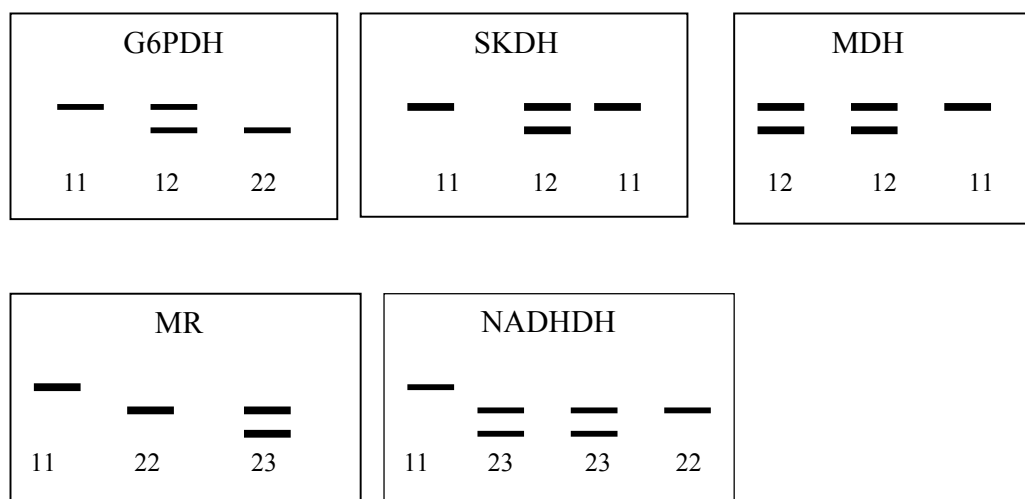 G6PDH
11 12 22
SKDH
11 12 11
MDH
12 12 11
MR
11 22 23
NADHDH
11 23 23 22